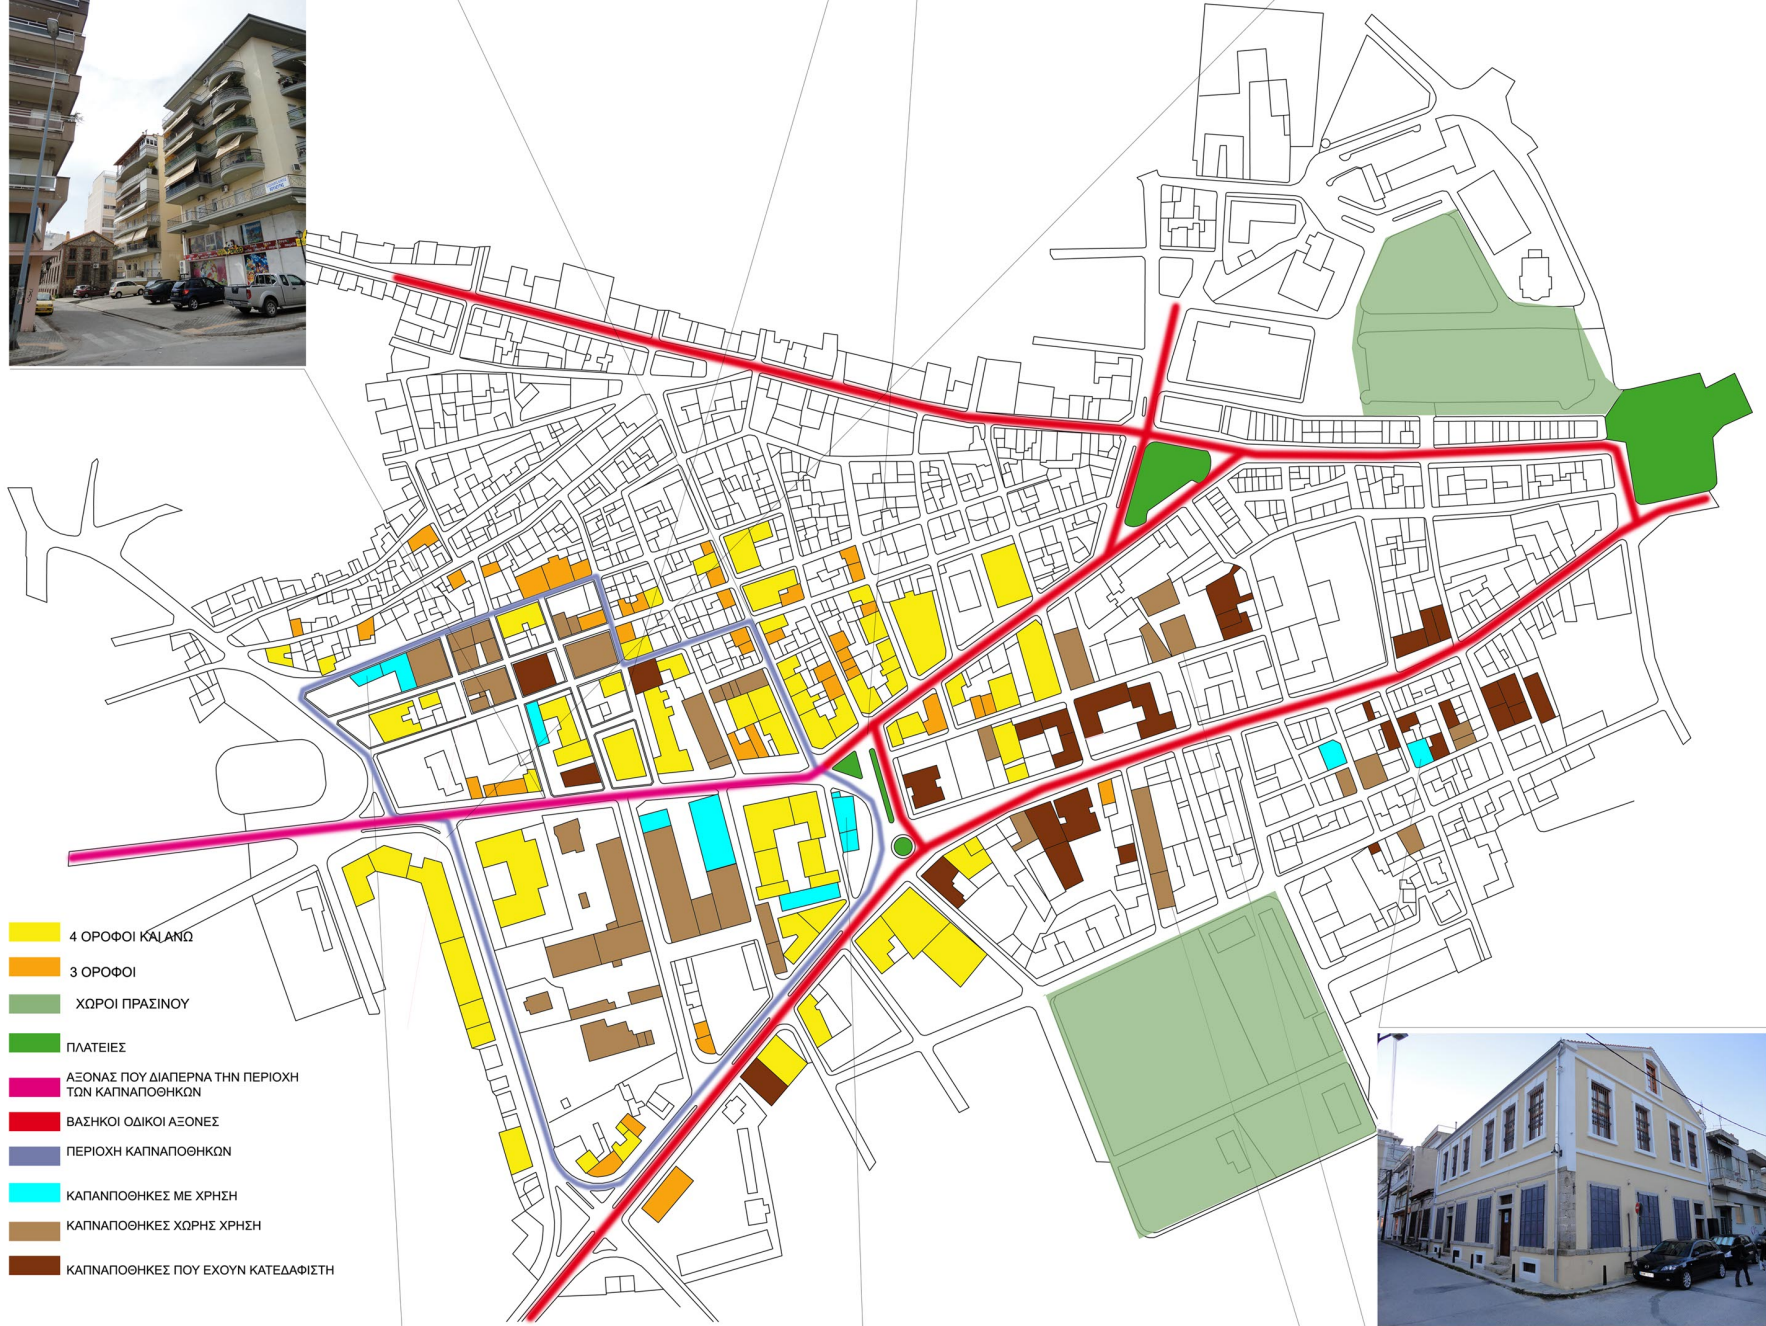 4 ΟΡΟΦΟΙ ΚΑΙ ΑΝΩ
3 ΟΡΟΦΟΙ
ΧΩΡΟΙ ΠΡΑΣΙΝΟΥ
ΠΛΑΤΕΙΕΣ
ΑΞΟΝΑΣ ΠΟΥ ΔΙΑΠΕΡΝΑ ΤΗΝ ΠΕΡΙΟΧΗ
ΤΩΝ ΚΑΠΝΑΠΟΘΗΚΩΝ
ΒΑΣΗΚΟΙ ΟΔΙΚΟΙ ΑΞΟΝΕΣ
ΠΕΡΙΟΧΗ ΚΑΠΝΑΠΟΘΗΚΩΝ
ΚΑΠΑΝΠΟΘΗΚΕΣ ΜΕ ΧΡΗΣΗ
ΚΑΠΝΑΠΟΘΗΚΕΣ ΧΩΡΗΣ ΧΡΗΣΗ
ΚΑΠΝΑΠΟΘΗΚΕΣ ΠΟΥ ΕΧΟΥΝ ΚΑΤΕΔΑΦΙΣΤΗ